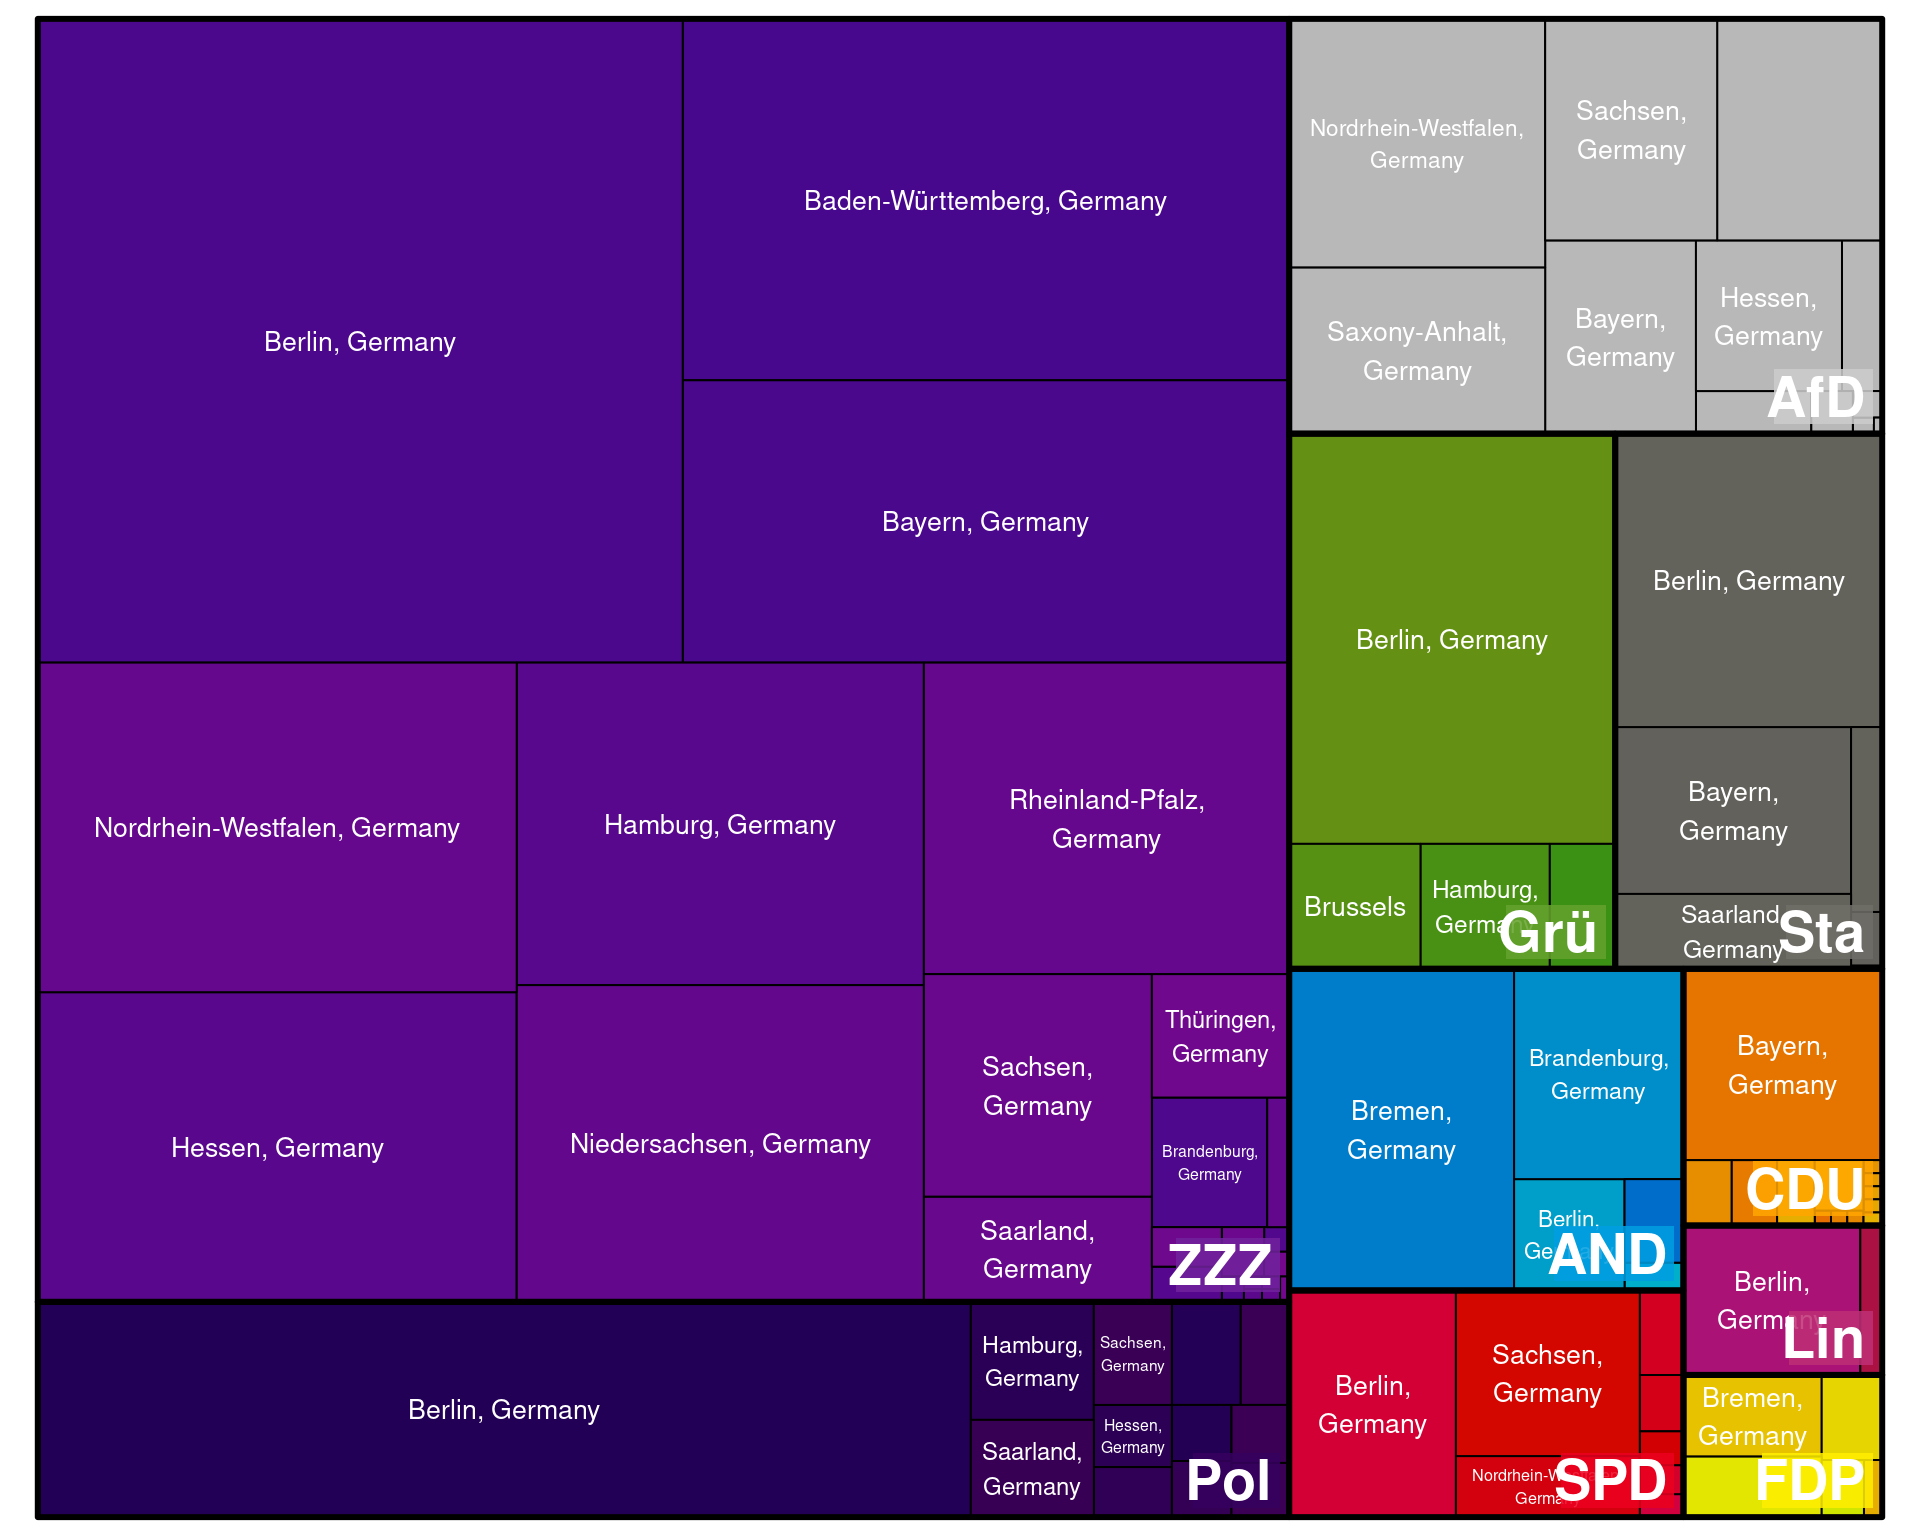 Berlin, Germany
Baden-Württemberg, Germany
Bayern, Germany
Nordrhein-Westfalen, Germany
Hamburg, Germany
Rheinland-Pfalz,
Germany
Hessen, Germany
Niedersachsen, Germany
Sachsen,
Germany
Thüringen,
Germany
Brandenburg,
Germany
Saarland,
Germany
ZZZ
Berlin, Germany
Hamburg,
Germany
Saarland,
Germany
Sachsen,
Germany
Hessen,
Germany
Pol
Nordrhein-Westfalen,
Germany
Sachsen,
Germany
Saxony-Anhalt,
Germany
Bayern,
Germany
Hessen,
Germany
AfD
Berlin, Germany
Brussels
Hamburg,
Germany
Grü
Berlin, Germany
Bayern,
Germany
Saarland,
Germany
Sta
Bremen,
Germany
Brandenburg,
Germany
Berlin,
AND
Bayern,
Germany
CDU
Berlin,
Germany
Lin
Berlin,
Germany
Sachsen,
Germany
SPD
Bremen,
Germany
FDP